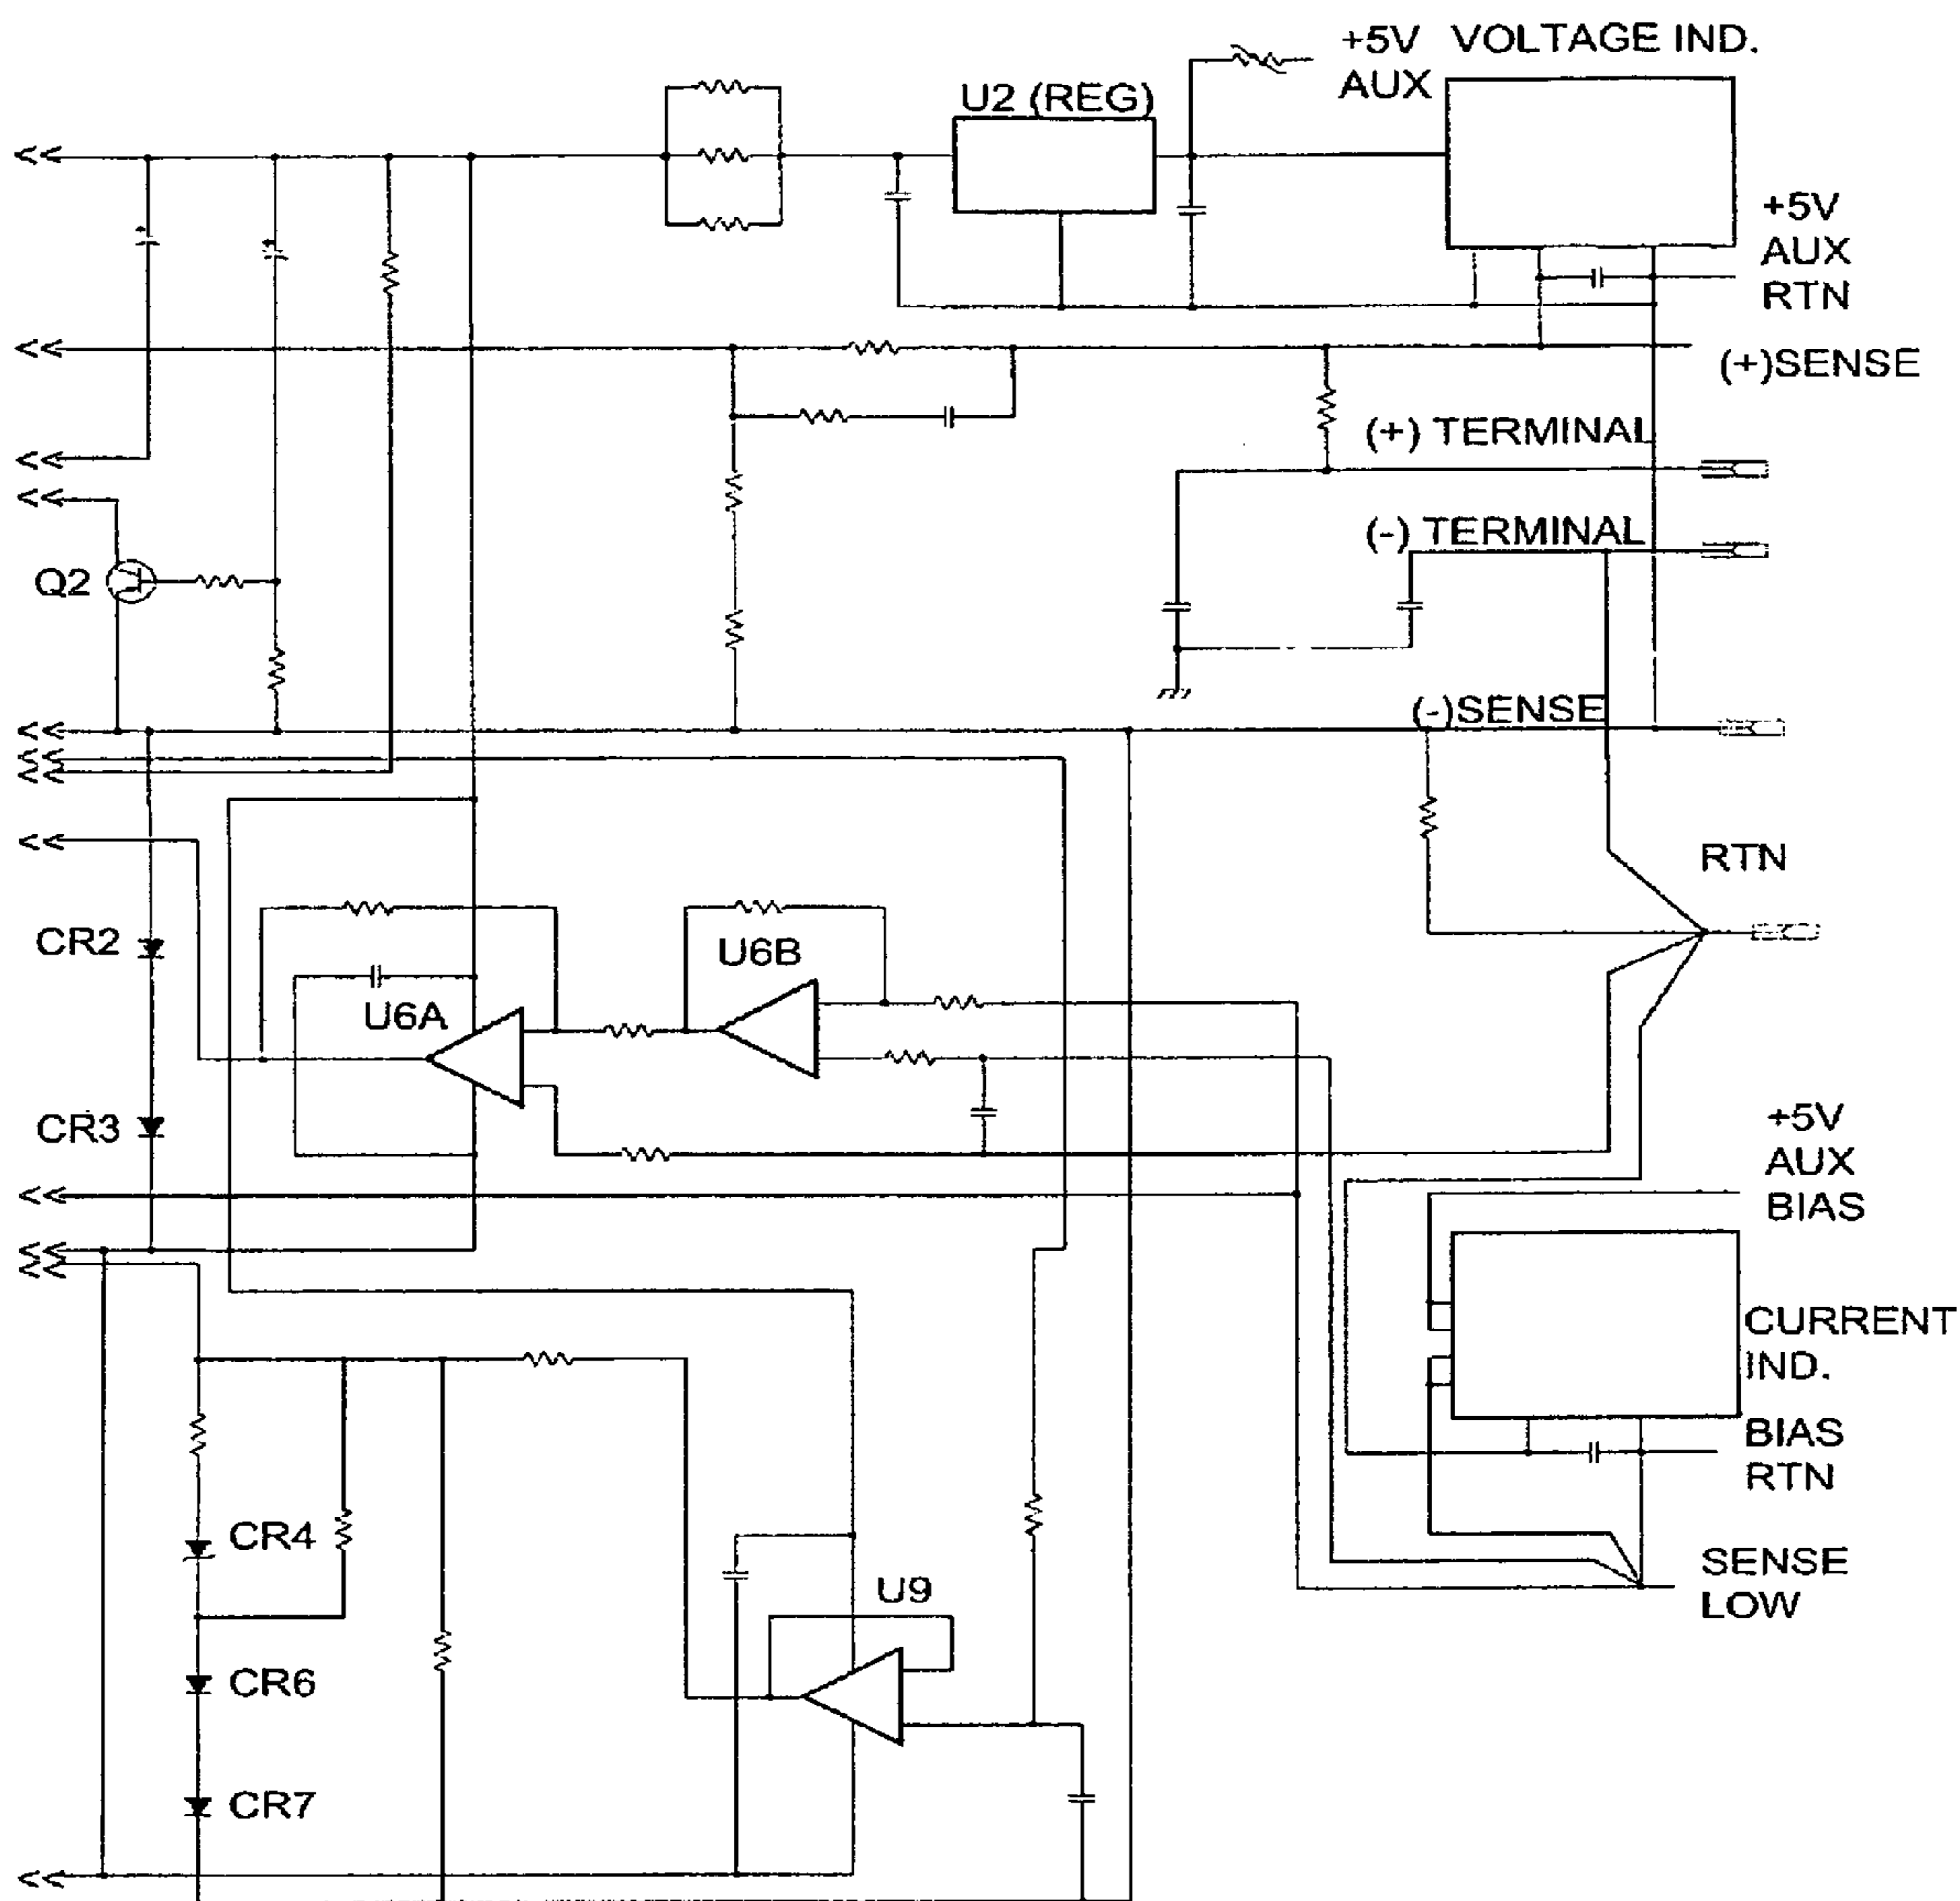 +5V
AUX
VOLTAGE IND.
U2 (REG)
+5V
AUX
RTN
(+)SENSE
(+) TERMINAL
(-) TERMINAL
Q2
(-)SENSE
RTN
CR2
U6B
U6A
CR3
+5V
AUX
BIAS
CURRENT
IND.
BIAS
RTN
CR4
SENSE
LOW
U9
CR6
CR7